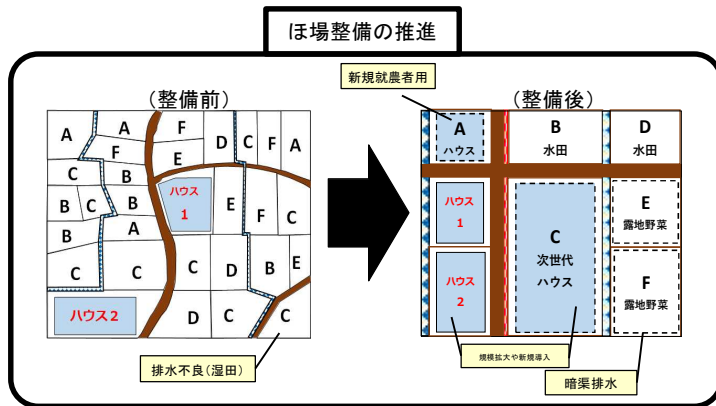 ほ場整備の推進
新規就農者用
(整備前)
(整備後)
A
A
F
D
C
F
A
F
E
C
B
B
C
B
ハウス
1
E
F
C
B
A
C
C
C
D
B
E
ハウス2
D
C
C
排水不良(湿田)
A
ハウス
B
水田
D
水田
ハウス
1
C
次世代
ハウス
E
露地野菜
ハウス
2
F
露地野菜
規模拡大や新規導入
暗渠排水